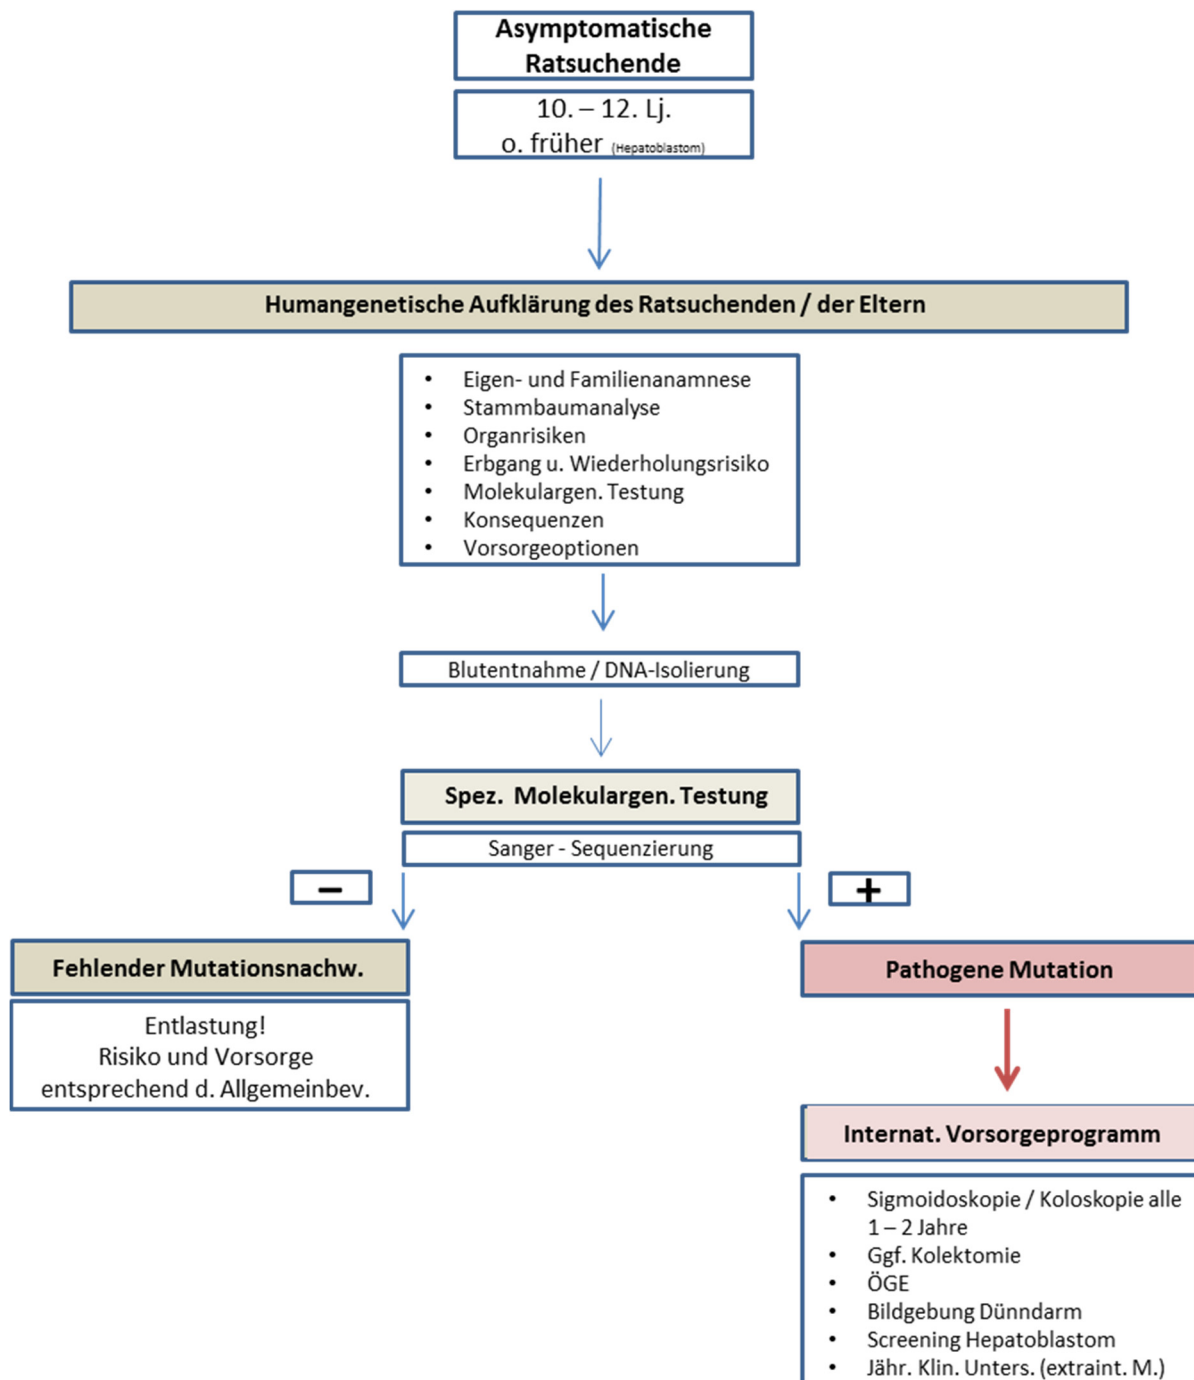 Asymptomatische
Ratsuchende
10. – 12. Lj.
o. früher (Hepatoblastom)
Humangenetische Aufklärung des Ratsuchenden / der Eltern
• Eigen- und Familienanamnese
• Stammbaumanalyse
• Organrisiken
• Erbgang u. Wiederholungsrisiko
• Molekulargen. Testung
• Konsequenzen
• Vorsorgeoptionen
Blutentnahme / DNA-Isolierung
Spez. Molekulargen. Testung
Sanger - Sequenzierung
–
+
Fehlender Mutationsnachw.
Entlastung!
Risiko und Vorsorge
entsprechend d. Allgemeinbev.
Pathogene Mutation
Internat. Vorsorgeprogramm
• Sigmoidoskopie / Koloskopie alle
1 – 2 Jahre
• Ggf. Kolektomie
• ÖGE
• Bildgebung Dünndarm
• Screening Hepatoblastom
• Jähr. Klin. Unters. (extraint. M.)